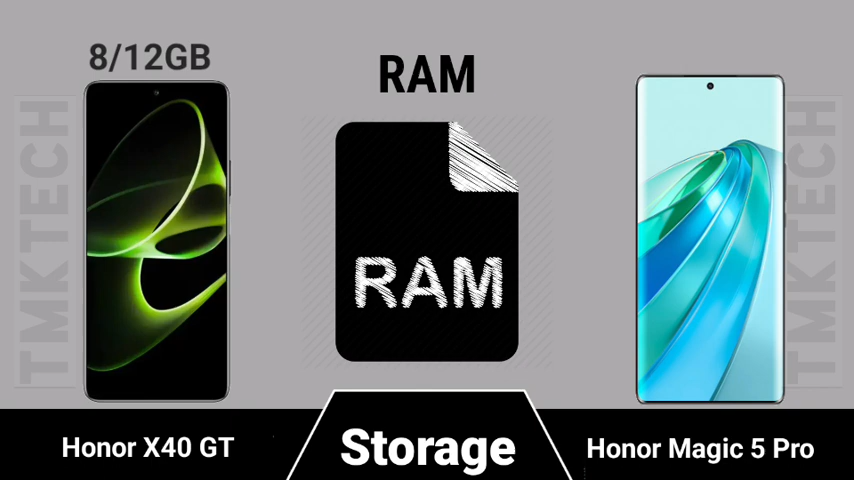 8/12GB
RAM
TMKTECH
RAM
TMKTECH
Honor X40 GT
Storage
Honor Magic 5 Pro